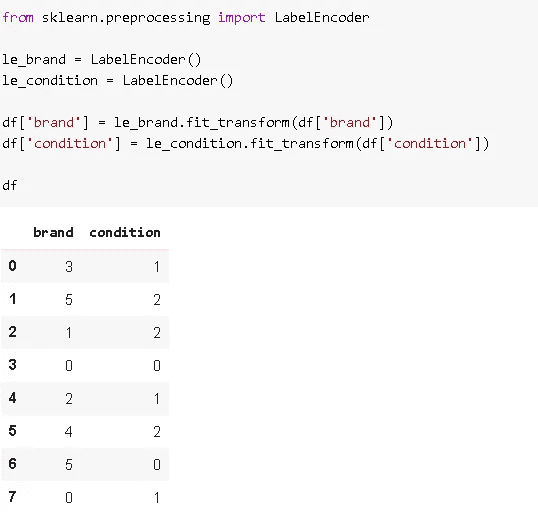 from sklearn.preprocessing import LabelEncoder
le_brand = LabelEncoder()
le_condition = LabelEncoder()
df['brand'] = le_brand.fit_transform(df['brand'])
df['condition'] = le_condition.fit_transform(df['condition'])
df
brand condition
0 3 1
1 5 2
2 1 2
3 0 0
4 2 1
5 4 2
6 5 0
7 0 1